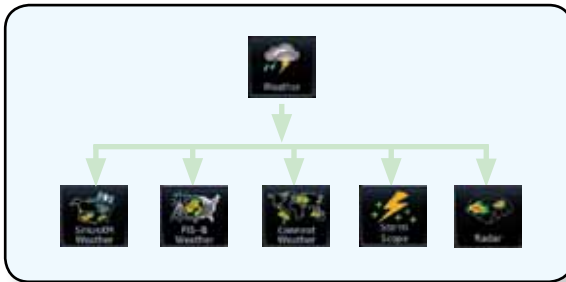 Weather
SiriusXM
Weather
FIS-B
Weather
Connext
Weather
Storm
Scope
Radar